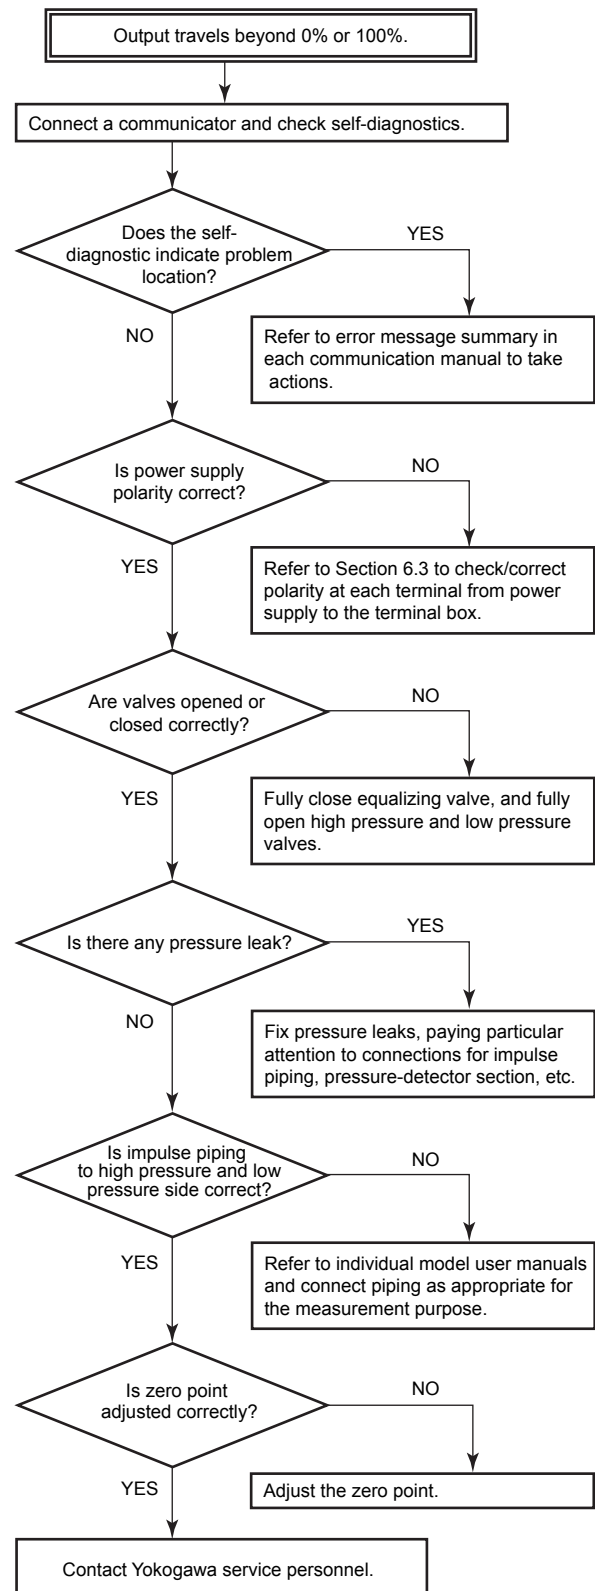 Output travels beyond 0% or 100%.
Connect a communicator and check self-diagnostics.
Does the self-
diagnostic indicate problem
location?
YES
NO
Refer to error message summary in
each communication manual to take
actions.
Is power supply
polarity correct?
NO
YES
Refer to Section 6.3 to check/correct
polarity at each terminal from power
supply to the terminal box.
Are valves opened or
closed correctly?
NO
YES
Fully close equalizing valve, and fully
open high pressure and low pressure
valves.
Is there any pressure leak?
YES
NO
Fix pressure leaks, paying particular
attention to connections for impulse
piping, pressure-detector section, etc.
Is impulse piping
to high pressure and low
pressure side correct?
NO
YES
Refer to individual model user manuals
and connect piping as appropriate for
the measurement purpose.
Is zero point
adjusted correctly?
NO
YES
Adjust the zero point.
Contact Yokogawa service personnel.